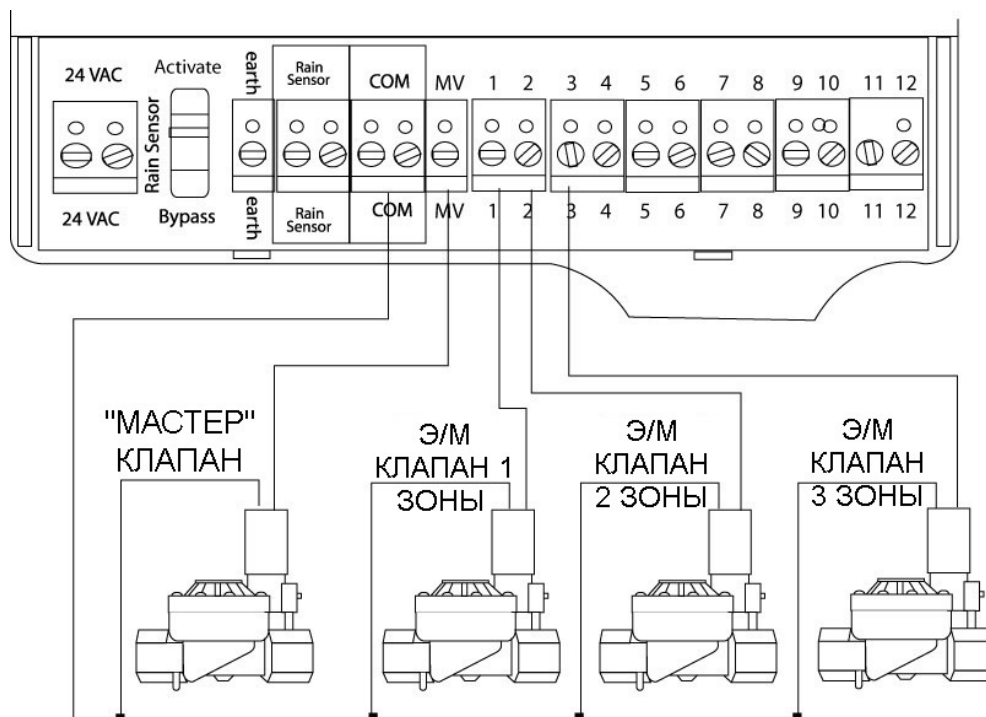 24 VAC
Activate
Rain Sensor
Bypass
24 VAC
earth
Rain
Sensor
COM
MV
1 2 3 4 5 6 7 8 9 10 11 12
earth
Rain
Sensor
COM
MV
1 2 3 4 5 6 7 8 9 10 11 12
"МАСТЕР"
КЛАПАН
Э/М
КЛАПАН 1
ЗОНЫ
Э/М
КЛАПАН
2 ЗОНЫ
Э/М
КЛАПАН
3 ЗОНЫ